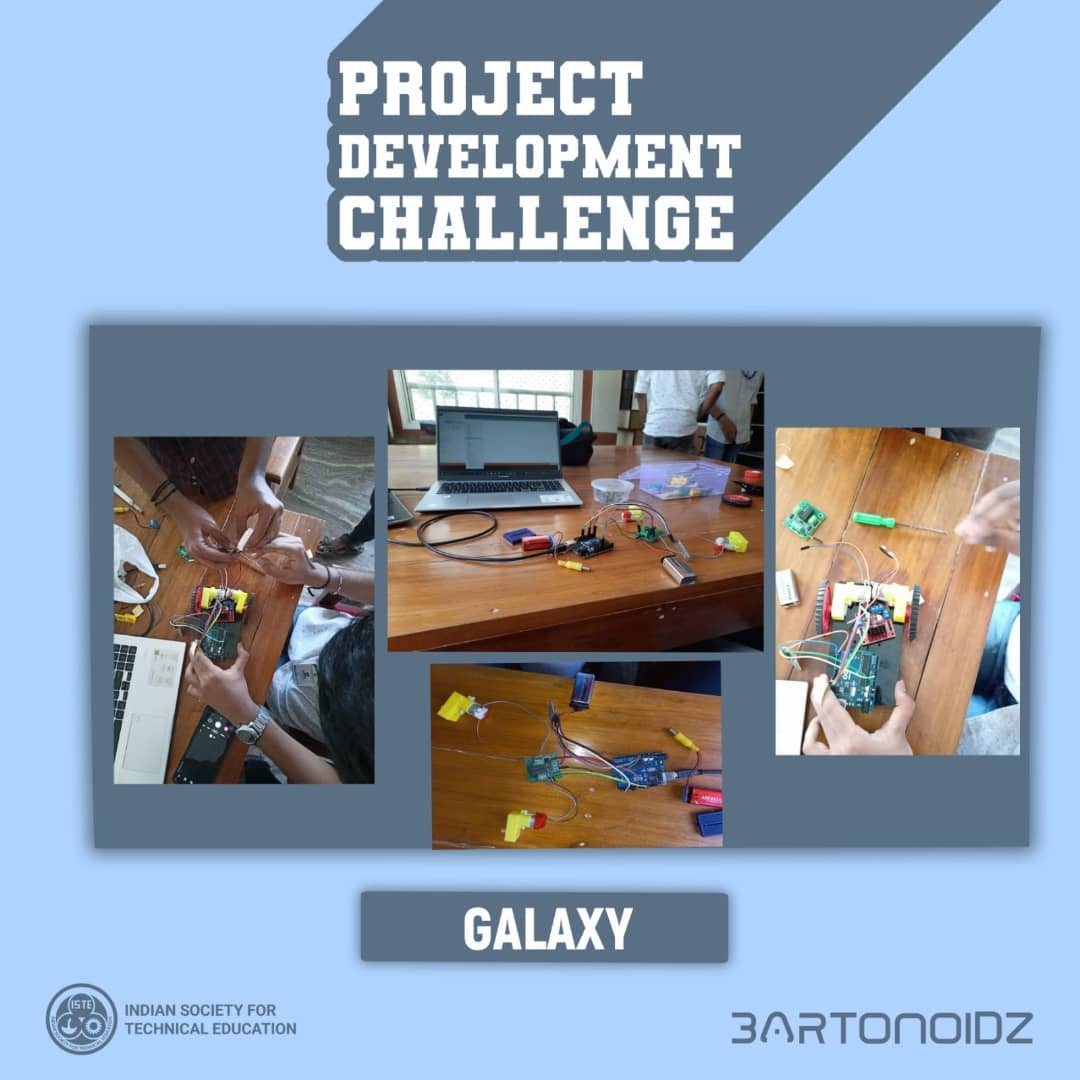 PROJECT
DEVELOPMENT
CHALLENGE
GALAXY
ISTE
INDIAN SOCIETY FOR
TECHNICAL EDUCATION
BARTONOIDZ